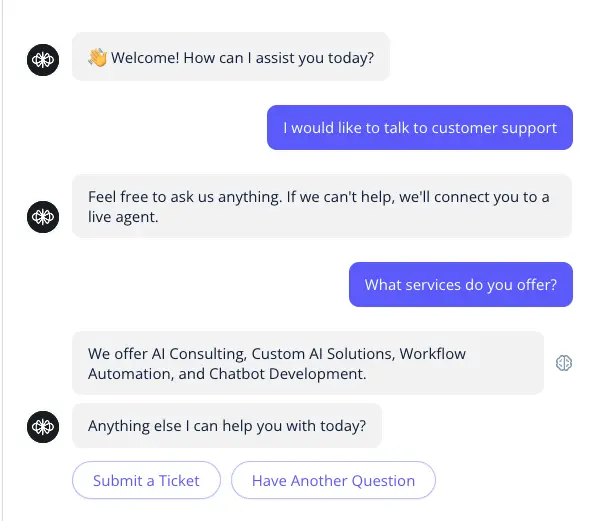 👋 Welcome! How can I assist you today?
I would like to talk to customer support
Feel free to ask us anything. If we can't help, we'll connect you to a
live agent.
What services do you offer?
We offer AI Consulting, Custom AI Solutions, Workflow
Automation, and Chatbot Development.
Anything else I can help you with today?
Submit a Ticket
Have Another Question